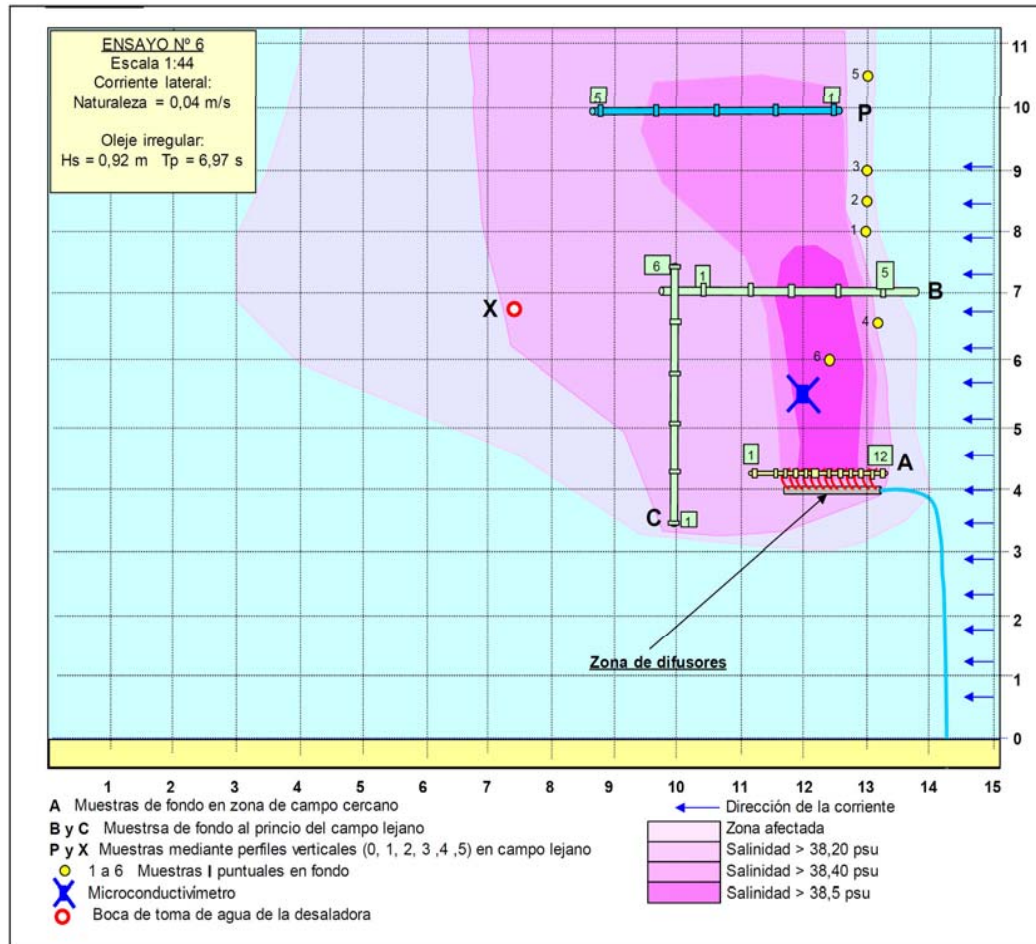 ENSAYO Nº 6
Escala 1:44
Corriente lateral:
Naturaleza = 0,04 m/s
Oleje irregular:
Hs = 0,92 m Tp = 6,97 s
11
5
5
1
P
10
3
9
2
1
8
6
1
5
B
7
X
4
6
6
5
1
12
A
4
C
1
3
2
Zona de difusores
1
0
1 2 3 4 5 6 7 8 9 10 11 12 13 14 15
A Muestras de fondo en zona de campo cercano
B y C Muestrsa de fondo al princio del campo lejano
P y X Muestras mediante perfiles verticales (0, 1, 2, 3 ,4 ,5) en campo lejano
1 a 6 Muestras I puntuales en fondo
Microconductivímetro
Boca de toma de agua de la desaladora
Dirección de la corriente
Zona afectada
Salinidad > 38,20 psu
Salinidad > 38,40 psu
Salinidad > 38,5 psu